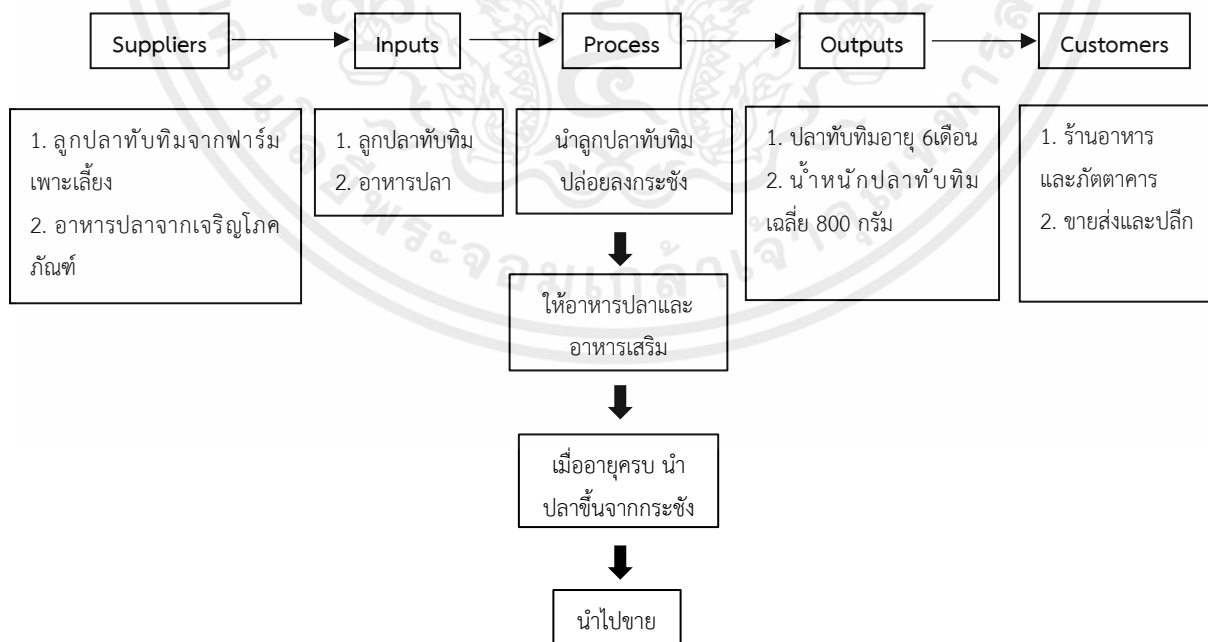 Suppliers
Inputs
Process
Outputs
Customers
1. ลูกปลาทับทิมจากฟาร์ม
เพาะเลี้ยง
2. อาหารปลาจากเจริญโภค
ภัณฑ์
1. ลูกปลาทับทิม
2. อาหารปลา
นำลูกปลาทับทิม
ปล่อยลงกระชัง
ให้อาหารปลาและ
อาหารเสริม
เมื่ออายุครบ นำ
ปลาขึ้นจากกระชัง
นำไปขาย
1. ปลาทับทิมอายุ 6เดือน
2. น้ำหนักปลาทับทิม
เฉลี่ย 800 กรัม
1. ร้านอาหาร
และภัตตาคาร
2. ขายส่งและปลีก